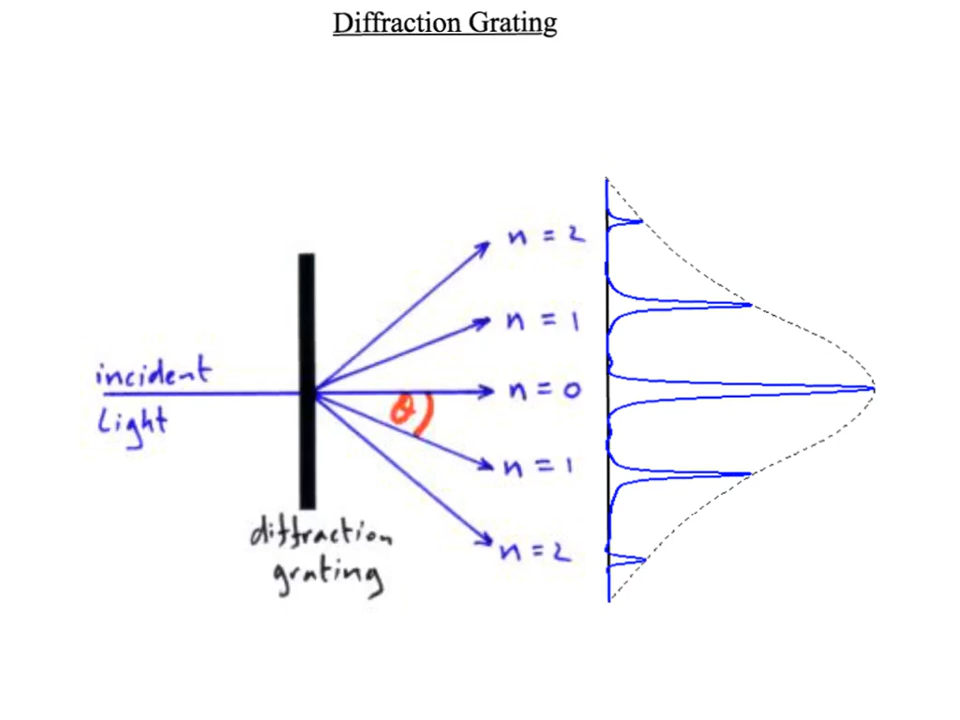 Diffraction Grating
n = 2
n = 1
incident
Light
n = 0
θ
n = 1
n = 2
diffraction
grating